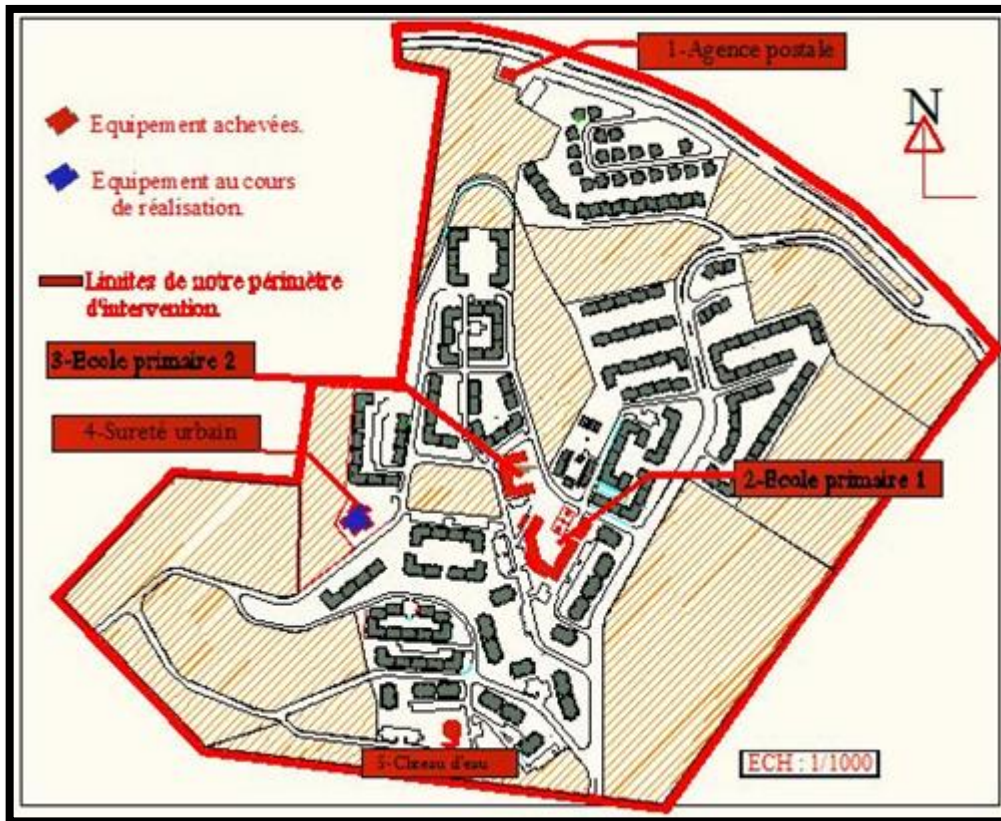 1-Agence postale
N
Equipement achevées.
Equipement au cours
de réalisation.
Limites de notre périmètre
d'intervention.
3-Ecole primaire 2
4-Sureté urbain
2-Ecole primaire 1
5-Chteau d'eau
ECH : 1/1000